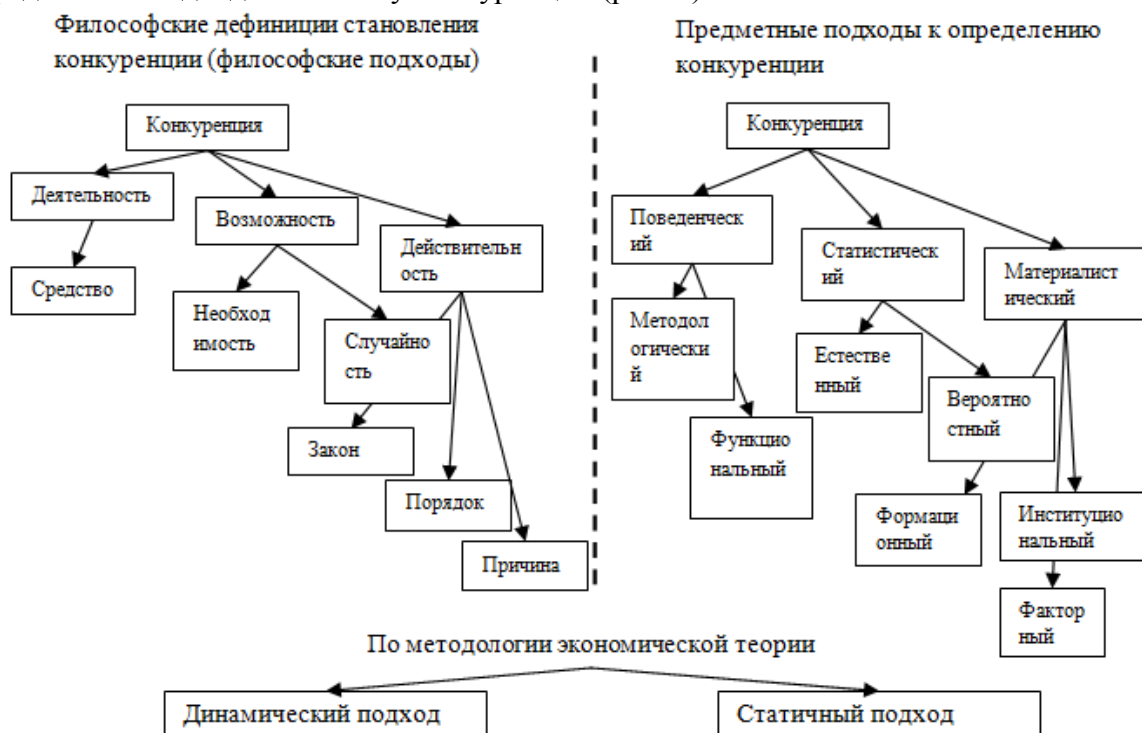 Философские дефиниции становления
конкуренции (философские подходы)
Предметные подходы к определению
конкуренции
Конкуренция
Деятельность
Возможность
Действительн
ость
Средство
Необход
имость
Случайно
сть
Закон
Порядок
Причина
Конкуренция
Поведенческ
ий
Статистическ
ий
Материалист
ический
Методол
огически
й
Естестве
нный
Вероятно
стный
Функцио
нальный
Формаци
онный
Институцио
нальный
Фактор
ный
По методологии экономической теории
Динамический подход
Статичный подход